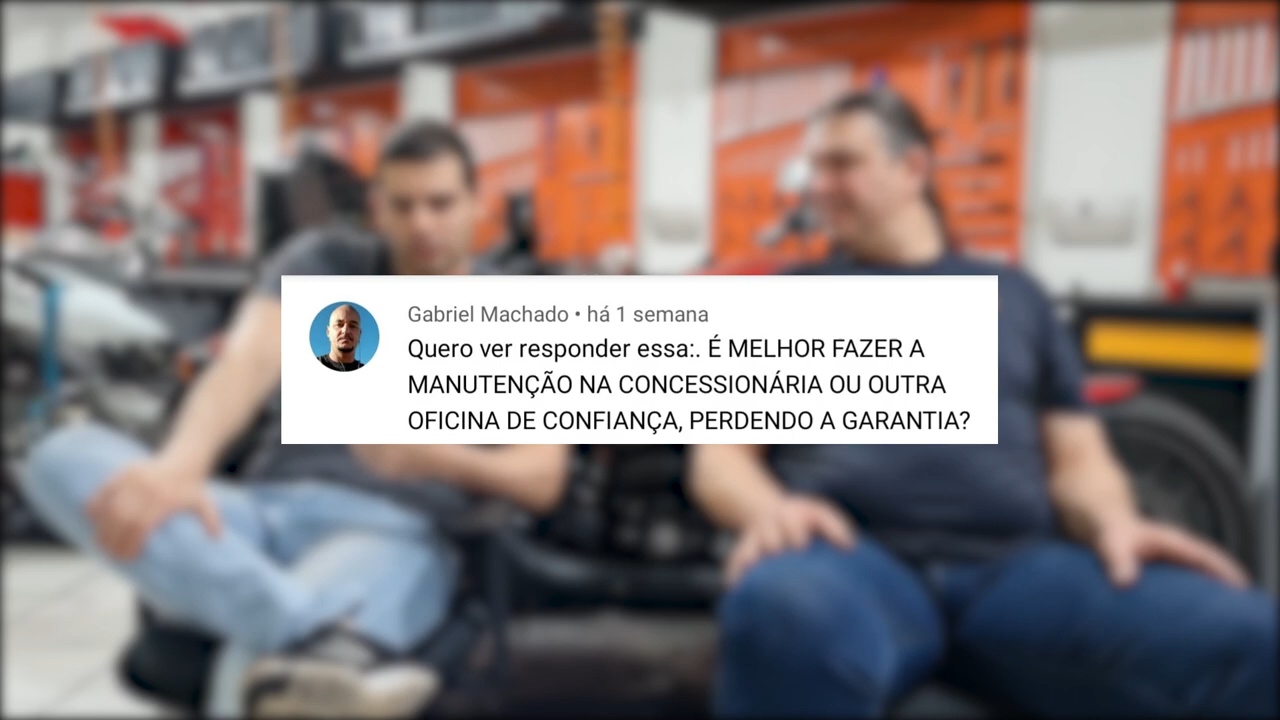 Gabriel Machado • há 1 semana
Quero ver responder essa:. É MELHOR FAZER A
MANUTENÇÃO NA CONCESSIONÁRIA OU OUTRA
OFICINA DE CONFIANÇA, PERDENDO A GARANTIA?